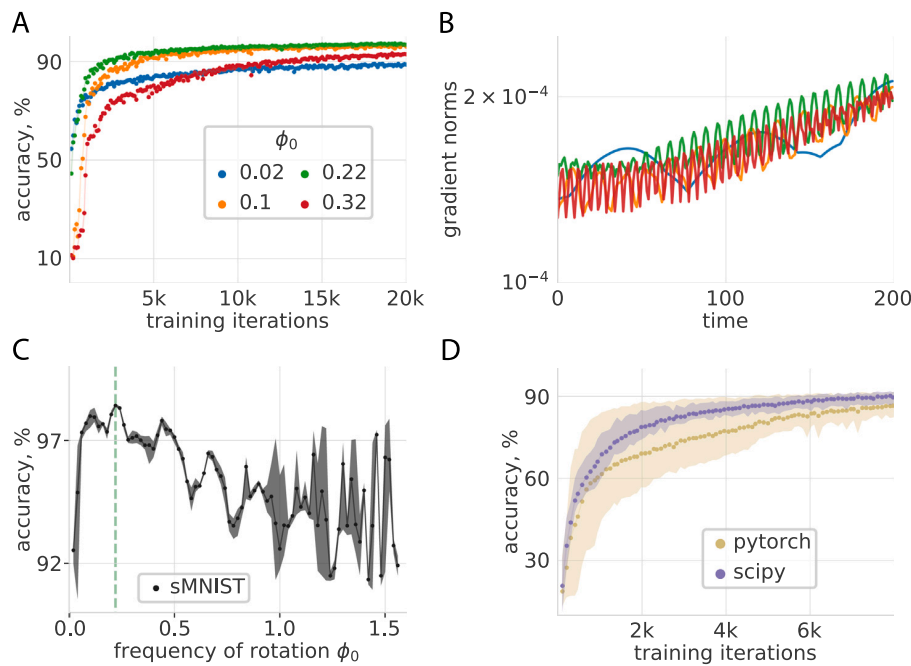 A
accuracy, %
90
50
10
ϕ₀
0.02
0.22
0.1
0.32
5k
10k
15k
20k
training iterations
B
gradient norms
2 × 10⁻⁴
10⁻⁴
0
100
200
time
C
accuracy, %
97
92
sMNIST
0.0
0.5
1.0
1.5
frequency of rotation ϕ₀
D
accuracy, %
90
60
30
pytorch
scipy
2k
4k
6k
training iterations